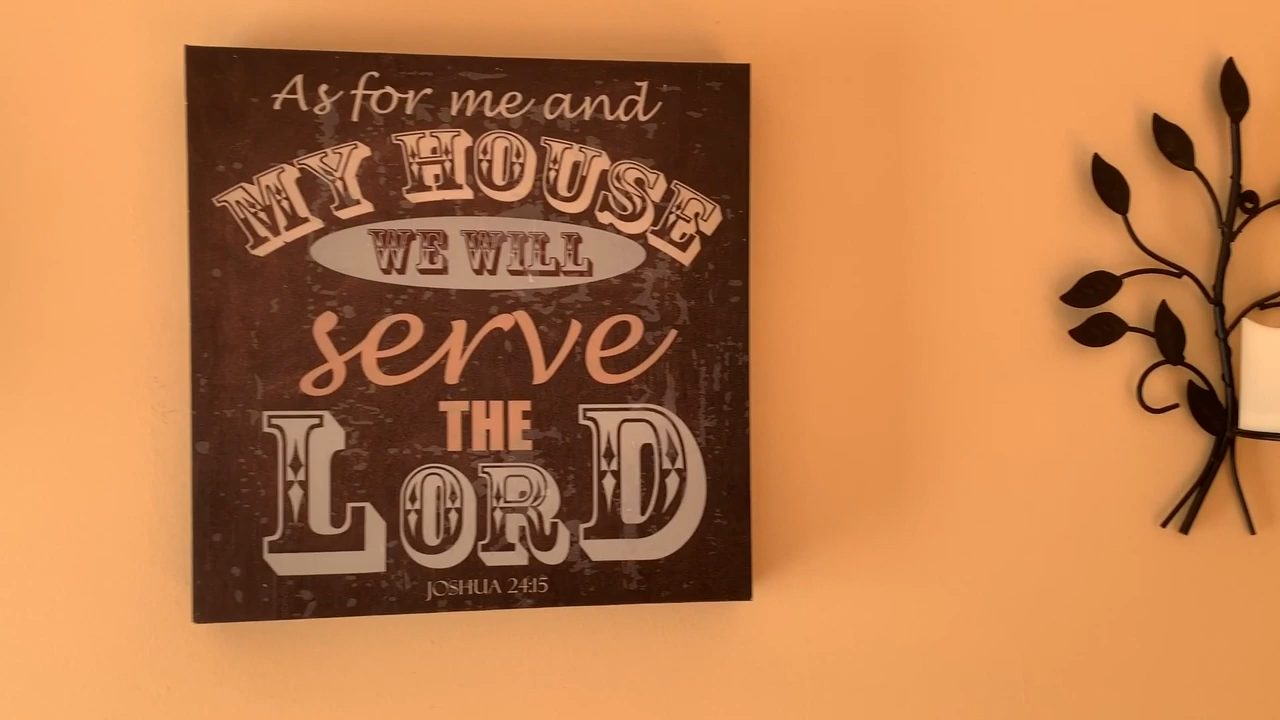 As for me and
MY HOUSE
WE WILL
serve
THE
LORD
JOSHUA 24:15